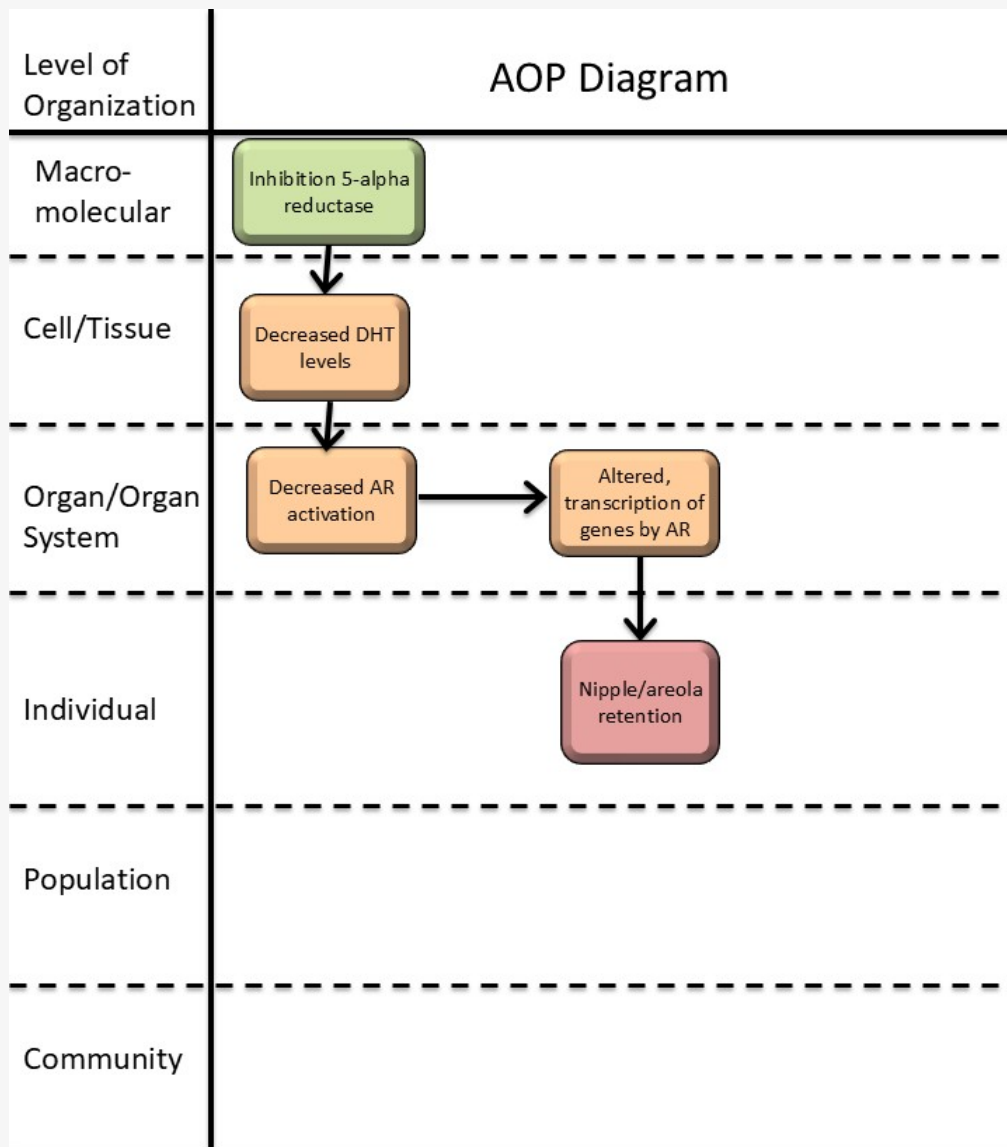 Level of
Organization
AOP Diagram
Macro-
molecular
Inhibition 5-alpha
reductase
Cell/Tissue
Decreased DHT
levels
Organ/Organ
System
Decreased AR
activation
Altered,
transcription of
genes by AR
Individual
Nipple/areola
retention
Population
Community